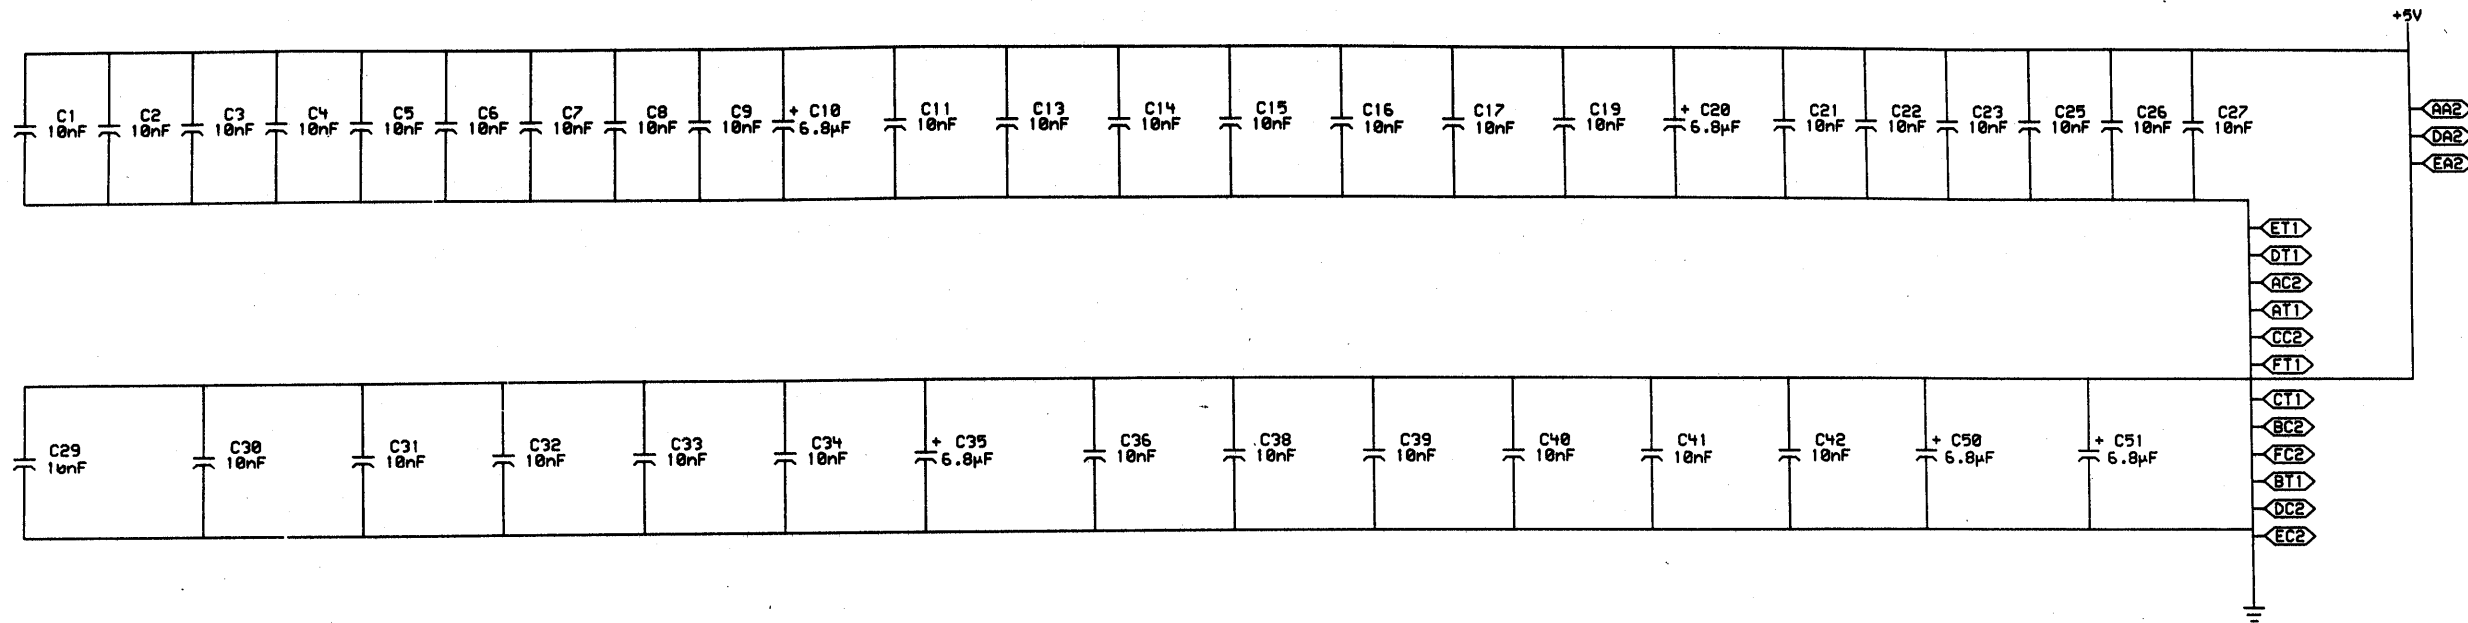 +5V
C1
10nF
C2
10nF
C3
10nF
C4
10nF
C5
10nF
C6
10nF
C7
10nF
C8
10nF
C9
10nF
+ C10
6.8µF
C11
10nF
C13
10nF
C14
10nF
C15
10nF
C16
10nF
C17
10nF
C19
10nF
+ C20
6.8µF
C21
10nF
C22
10nF
C23
10nF
C25
10nF
C26
10nF
C27
10nF
AA2
DA2
EA2
ET1
DT1
AC2
AT1
CC2
FT1
C29
10nF
C30
10nF
C31
10nF
C32
10nF
C33
10nF
C34
10nF
+ C35
6.8µF
C36
10nF
C38
10nF
C39
10nF
C40
10nF
C41
10nF
C42
10nF
+ C50
6.8µF
+ C51
6.8µF
CT1
BC2
FC2
BT1
DC2
EC2